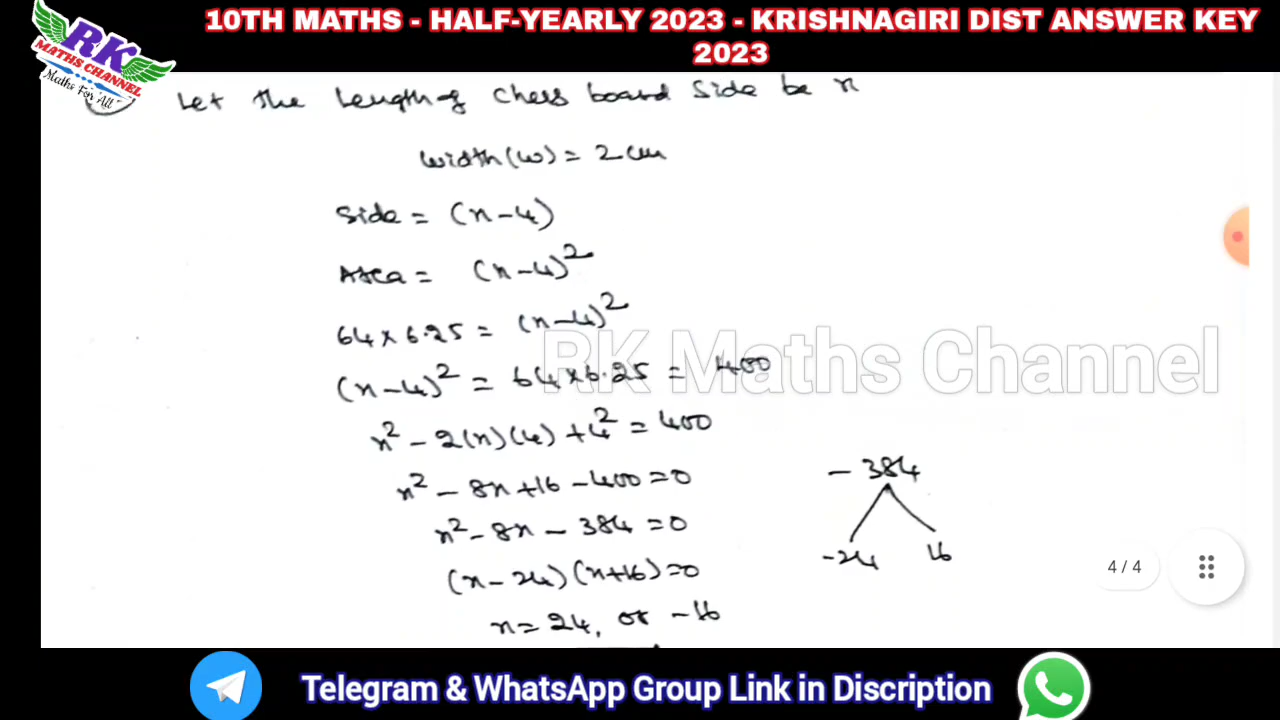 10TH MATHS - HALF-YEARLY 2023 - KRISHNAGIRI DIST ANSWER KEY
2023
RK
MATHS CHANNEL
Maths For All
Let the Length of chess board side be x
width (w) = 2 cm
Side = (x-4)
Area = (x-4)²
64 x 6.25 = (x-4)²
(x-4)² = 64 x 6.25 = 400
RK Maths Channel
x² - 2(x)(4) + 4² = 400
x² - 8x + 16 - 400 = 0
x² - 8x - 384 = 0
(x - 24) (x+16) = 0
x = 24, or -16
- 384
-24 16
4 / 4
Telegram & WhatsApp Group Link in Discription